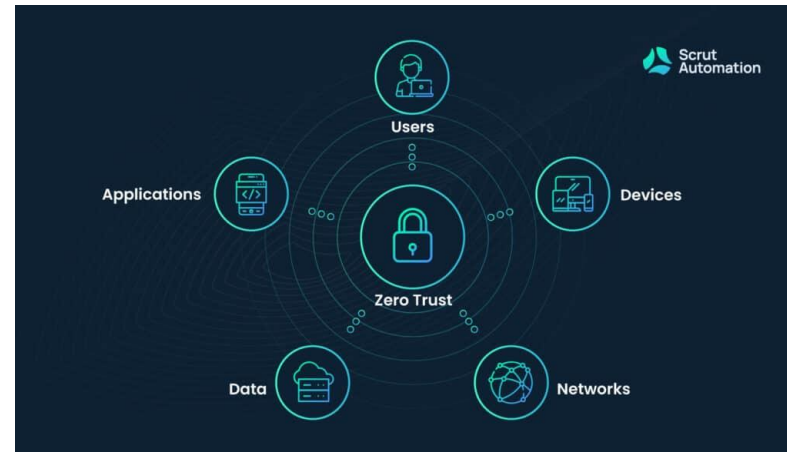 Scrut
Automation
Users
Applications
Devices
Zero Trust
Data
Networks